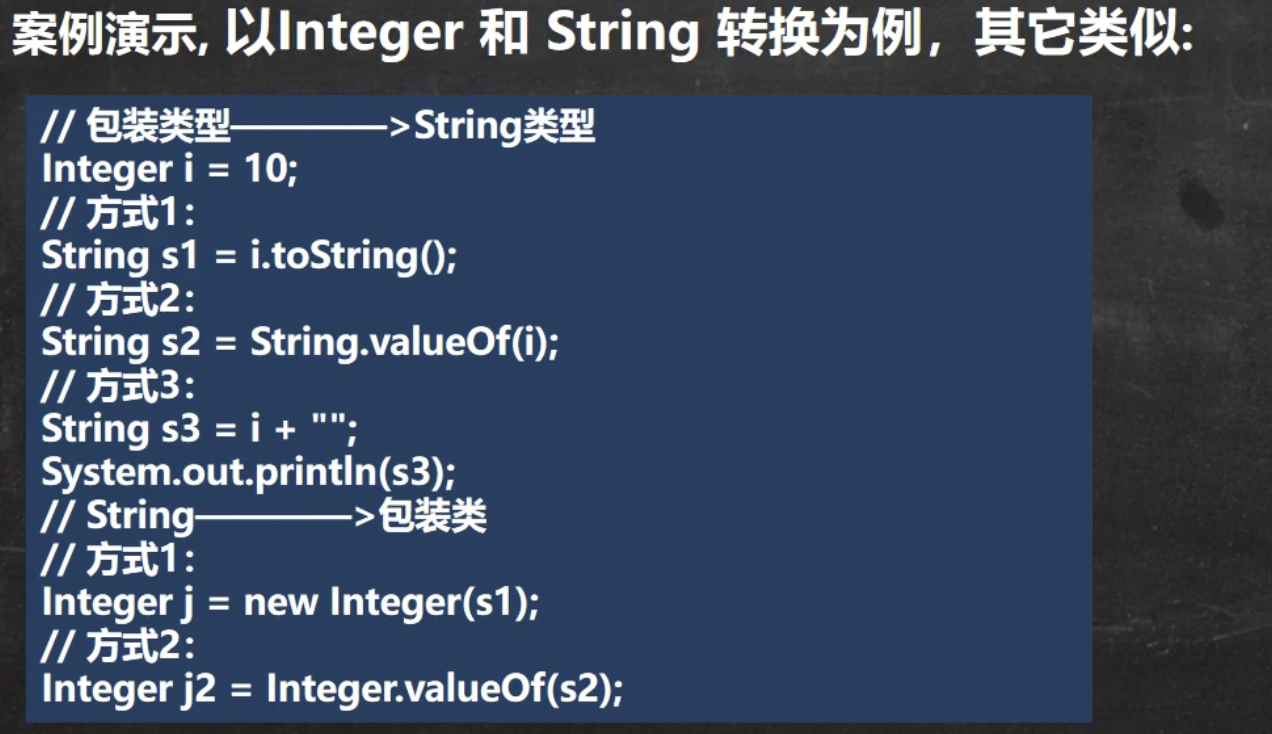 案例演示, 以Integer 和 String 转换为例，其它类似:
// 包装类型————>String类型
Integer i = 10;
// 方式1：
String s1 = i.toString();
// 方式2：
String s2 = String.valueOf(i);
// 方式3：
String s3 = i + "";
System.out.println(s3);
// String————>包装类
// 方式1：
Integer j = new Integer(s1);
// 方式2：
Integer j2 = Integer.valueOf(s2);